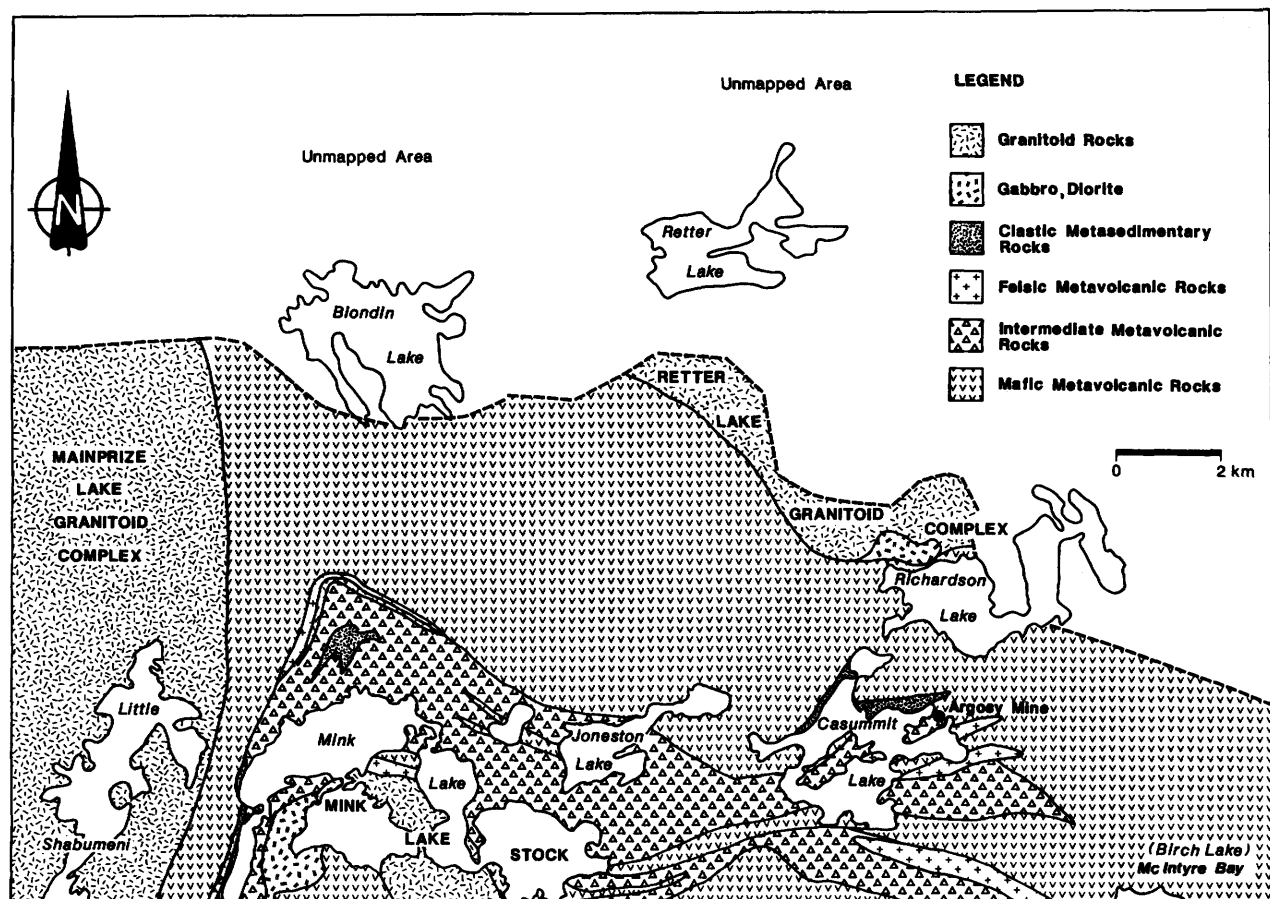 Unmapped Area
Unmapped Area
LEGEND
Granitoid Rocks
Gabbro, Diorite
Clastic Metasedimentary
Rocks
Felsic Metavolcanic Rocks
Intermediate Metavolcanic
Rocks
Mafic Metavolcanic Rocks
0 2 km
N
Retter
Lake
Blondin
Lake
RETTER
LAKE
GRANITOID
COMPLEX
MAINPRIZE
LAKE
GRANITOID
COMPLEX
Richardson
Lake
Little
Shabumeni
Mink
Lake
Joneston
Lake
Casummit
Lake
Argosy Mine
MINK
LAKE
STOCK
(Birch Lake)
McIntyre Bay